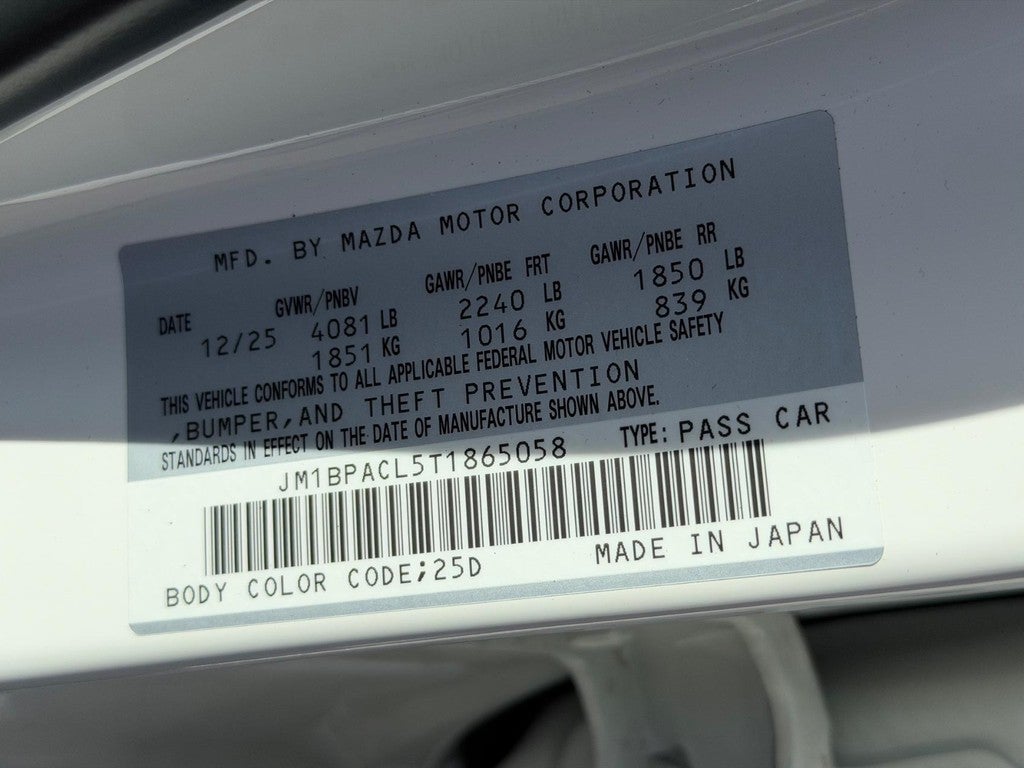 MFD. BY MAZDA MOTOR CORPORATION
DATE GVWR/PNBV GAWR/PNBE FRT GAWR/PNBE RR
12/25 4081 LB 2240 LB 1850 LB
1851 KG 1016 KG 839 KG
THIS VEHICLE CONFORMS TO ALL APPLICABLE FEDERAL MOTOR VEHICLE SAFETY
,BUMPER,AND THEFT PREVENTION
STANDARDS IN EFFECT ON THE DATE OF MANUFACTURE SHOWN ABOVE.
JM1BPACL5T1865058 TYPE: PASS CAR
BODY COLOR CODE;25D MADE IN JAPAN